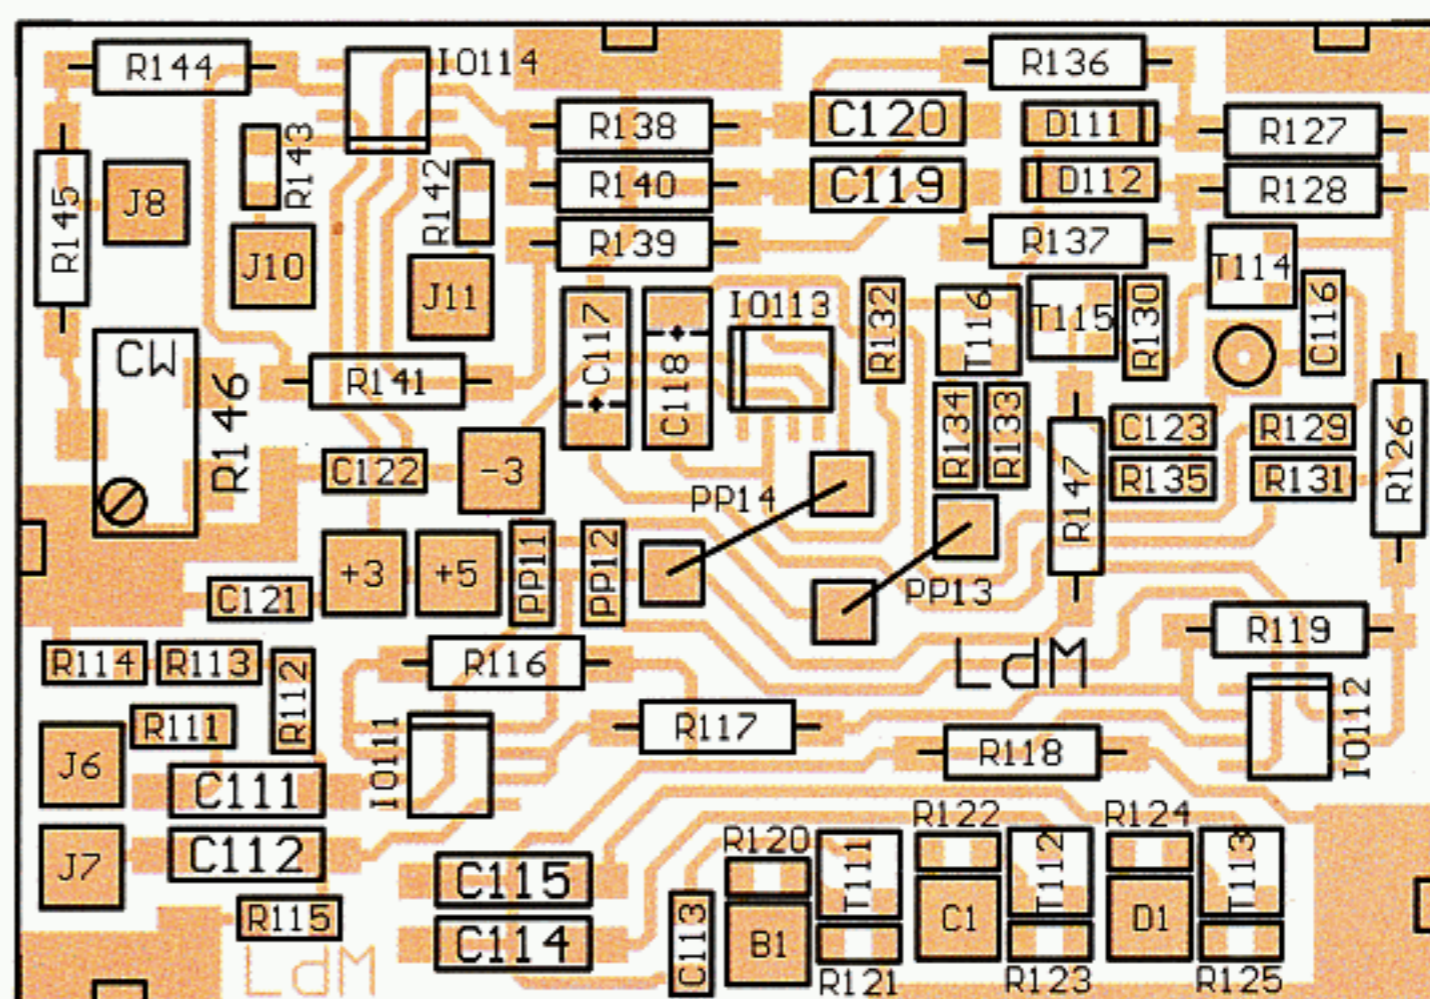 R144
IO114
R136
R138
C120
D111
R127
R143
R142
R145
J8
R140
C119
D112
R128
R139
R137
T114
J10
J11
C117
C118
IO113
R132
T116
T115
R130
C116
CW
R146
R141
R134
R133
C123
R129
R126
C122
-3
PP14
R147
R135
R131
+3
+5
PP11
PP12
C121
PP13
LdM
R119
R114
R113
R112
R116
R111
IO111
R117
R118
IO112
J6
C111
J7
C112
R120
R122
R124
T111
T112
T113
C115
R115
C114
C113
B1
C1
D1
LdM
R121
R123
R125